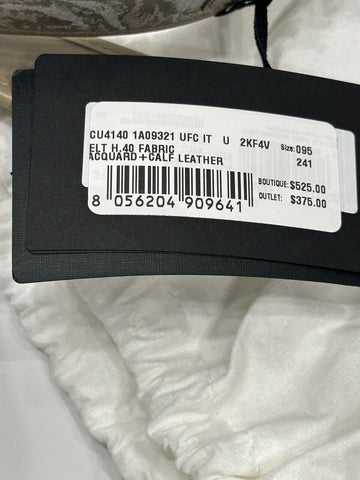 CU4140 1A09321 UFC IT U 2KF4V Size: 095
ELT H.40 FABRIC 241
ACQUARD+CALF LEATHER
BOUTIQUE: $525.00
OUTLET: $375.00
8 056204 909641